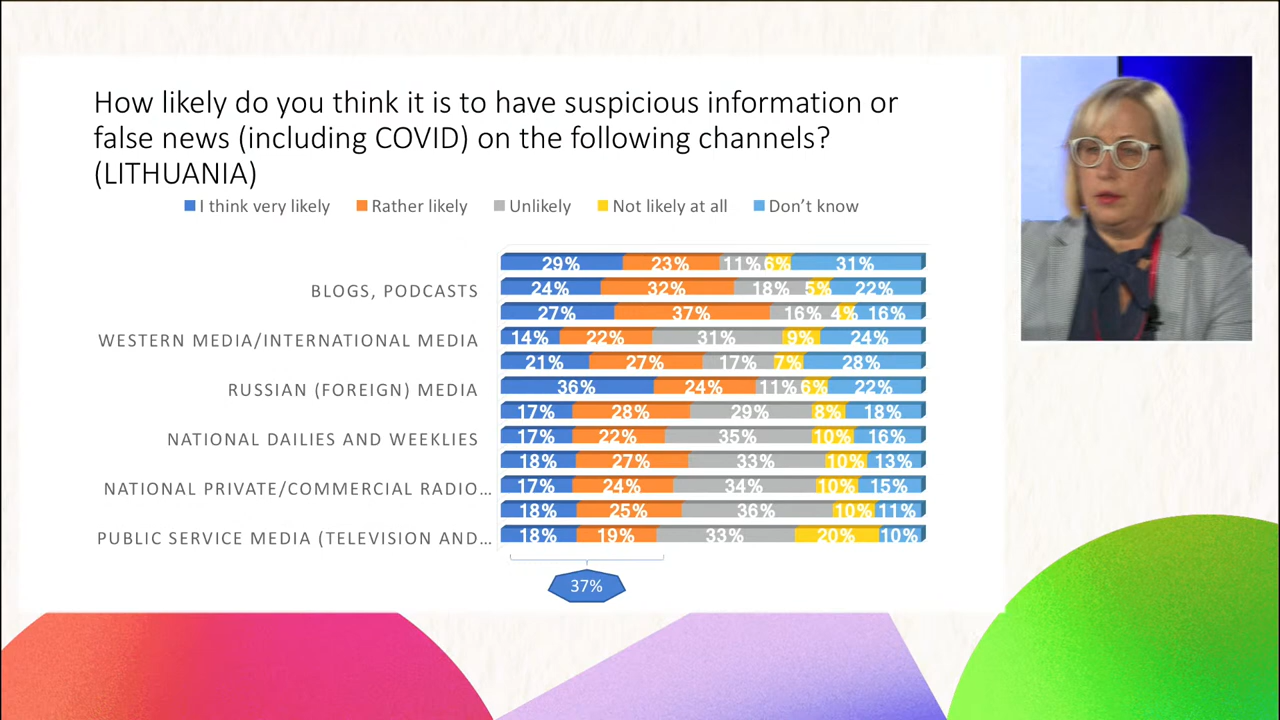 How likely do you think it is to have suspicious information or
false news (including COVID) on the following channels?
(LITHUANIA)
I think very likely Rather likely Unlikely Not likely at all Don't know
29% 23% 11% 6% 31%
BLOGS, PODCASTS 24% 32% 18% 5% 22%
27% 37% 16% 4% 16%
WESTERN MEDIA/INTERNATIONAL MEDIA 14% 22% 31% 9% 24%
21% 27% 17% 7% 28%
RUSSIAN (FOREIGN) MEDIA 36% 24% 11% 6% 22%
17% 28% 29% 8% 18%
NATIONAL DAILIES AND WEEKLIES 17% 22% 35% 10% 16%
18% 27% 33% 10% 13%
NATIONAL PRIVATE/COMMERCIAL RADIO... 17% 24% 34% 10% 15%
18% 25% 36% 10% 11%
PUBLIC SERVICE MEDIA (TELEVISION AND... 18% 19% 33% 20% 10%
37%